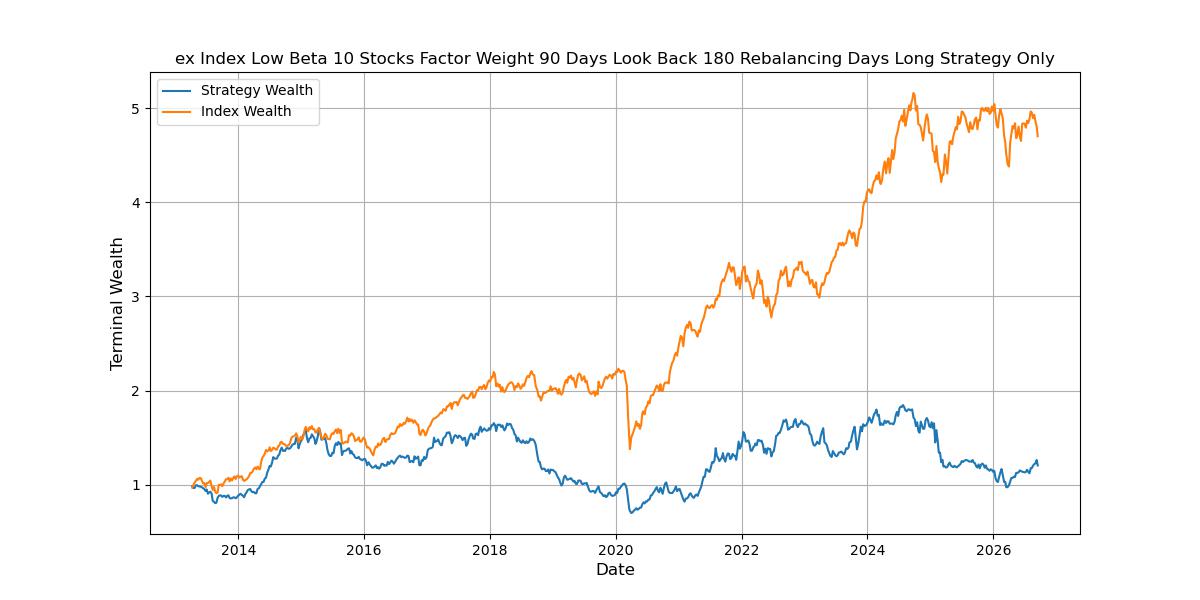 ex Index Low Beta 10 Stocks Factor Weight 90 Days Look Back 180 Rebalancing Days Long Strategy Only
Strategy Wealth
Index Wealth
Terminal Wealth
5
4
3
2
1
2014 2016 2018 2020 2022 2024 2026
Date